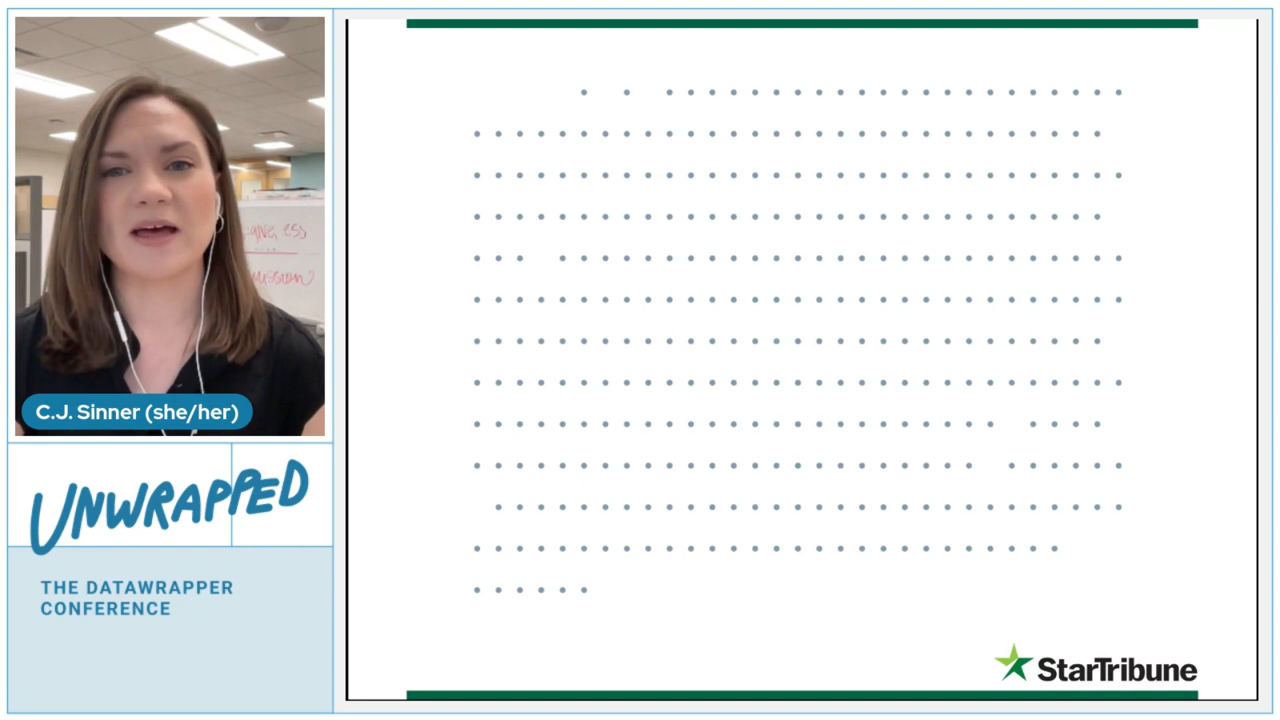 C.J. Sinner (she/her)
UNWRAPPED
THE DATAWRAPPER
CONFERENCE
StarTribune